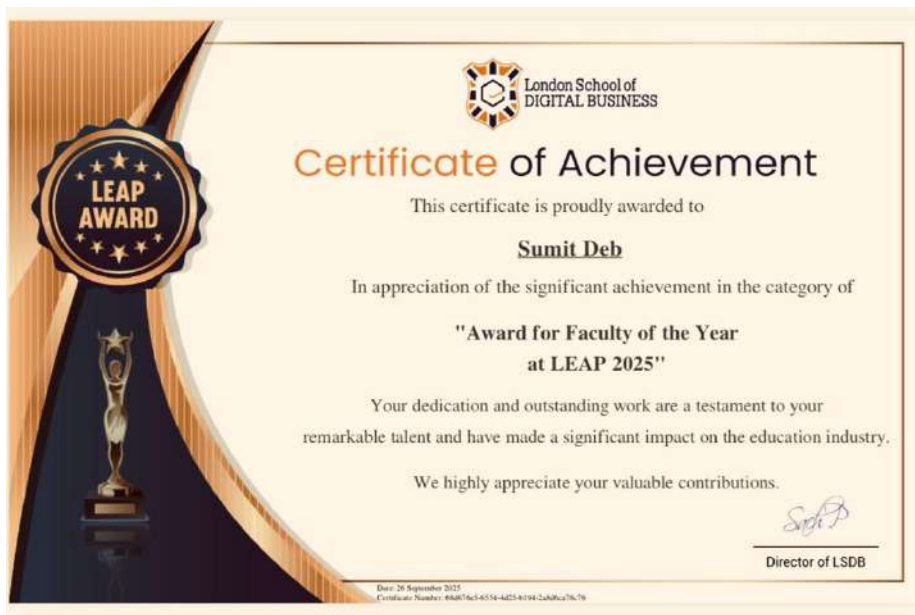 London School of
DIGITAL BUSINESS
Certificate of Achievement
LEAP
AWARD
This certificate is proudly awarded to
Sumit Deb
In appreciation of the significant achievement in the category of
"Award for Faculty of the Year
at LEAP 2025"
Your dedication and outstanding work are a testament to your
remarkable talent and have made a significant impact on the education industry.
We highly appreciate your valuable contributions.
Director of LSDB
Date: 26 September 2025
Certificate Number: